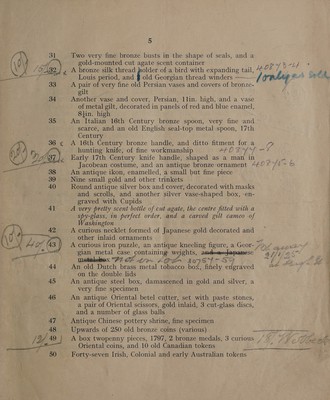 5
31 Two very fine bronze busts in the shape of seals, and a
gold-mounted cut agate scent container
32 A bronze silk thread holder of a bird with expanding tail,
Louis period, and old Georgian thread winders
33 A pair of very fine old Persian vases and covers of bronze-
gilt
34 Another vase and cover, Persian, 11in. high, and a vase
of metal gilt, decorated in panels of red and blue enamel,
8½in. high
35 An Italian 16th Century bronze spoon, very fine and
scarce, and an old English seal-top metal spoon, 17th
Century
36 A 16th Century bronze handle, and ditto fitment for a
hunting knife, of fine workmanship
37 Early 17th Century knife handle, shaped as a man in
Jacobean costume, and an antique bronze ornament
38 An antique ikon, enamelled, a small but fine piece
39 Nine small gold and other trinkets
40 Round antique silver box and cover, decorated with masks
and scrolls, and another silver vase-shaped box, en-
graved with Cupids
41 A very pretty scent bottle of cut agate, the centre fitted with a
spy-glass, in perfect order, and a carved gilt cameo of
Washington
42 A curious necklet formed of Japanese gold decorated and
other inlaid ornaments
43 A curious iron puzzle, an antique kneeling figure, a Geor-
gian metal case containing weights, and a Japanese
44 An old Dutch brass metal tobacco box, finely engraved
on the double lids
45 An antique steel box, damascened in gold and silver, a
very fine specimen
46 An antique Oriental betel cutter, set with paste stones,
a pair of Oriental scissors, gold inlaid, 3 cut-glass discs,
and a number of glass balls
47 Antique Chinese pottery shrine, fine specimen
48 Upwards of 250 old bronze coins (various)
49 A box twopenny pieces, 1797, 2 bronze medals, 3 curious
Oriental coins, and 10 old Canadian tokens
50 Forty-seven Irish, Colonial and early Australian tokens